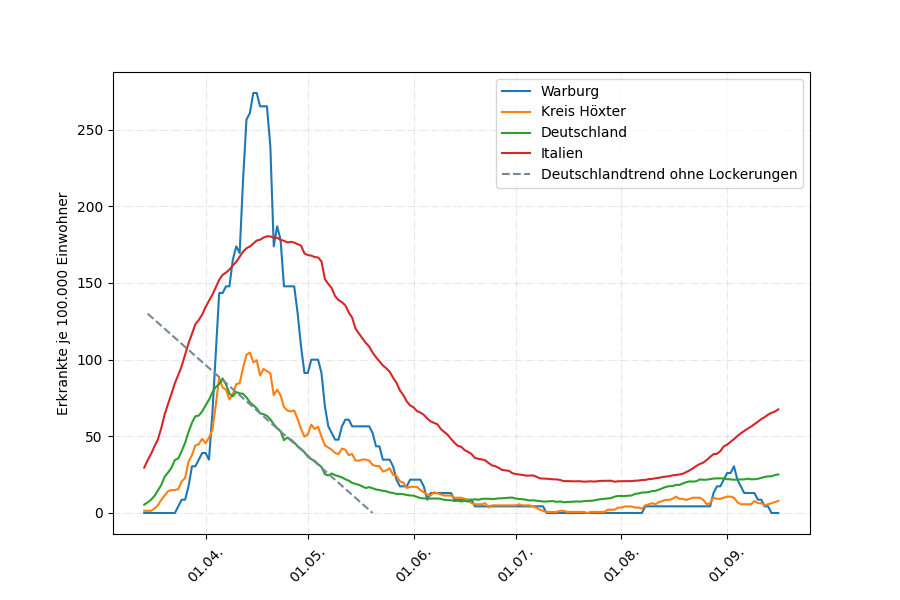 Warburg
Kreis Höxter
Deutschland
Italien
Deutschlandtrend ohne Lockerungen
Erkrankte je 100.000 Einwohner
250
200
150
100
50
0
01.04.
01.05.
01.06.
01.07.
01.08.
01.09.